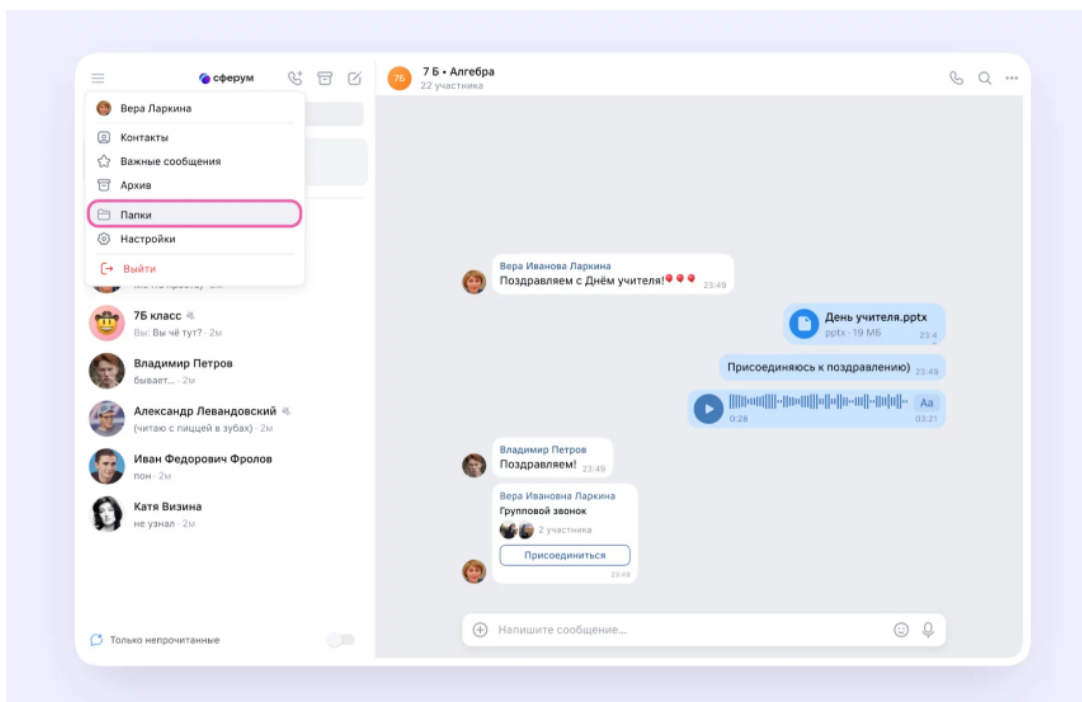 сферум
Вера Ларкина
Контакты
Важные сообщения
Архив
Папки
Настройки
Выйти
7Б класс
Вы: Вы чё тут? · 2м
Владимир Петров
бывает... · 2м
Александр Левандовский
(читаю с пиццей в зубах) · 2м
Иван Федорович Фролов
пон · 2м
Катя Визина
не узнал · 2м
Только непрочитанные
7Б
7 Б • Алгебра
22 участника
Вера Иванова Ларкина
Поздравляем с Днём учителя!🎈🎈🎈 23:49
День учителя.pptx
pptx · 19 МБ 23:4
Присоединяюсь к поздравлению) 23:49
Aa
0:28 03:21
Владимир Петров
Поздравляем! 23:49
Вера Ивановна Ларкина
Групповой звонок
2 участника
Присоединиться
23:49
Напишите сообщение...